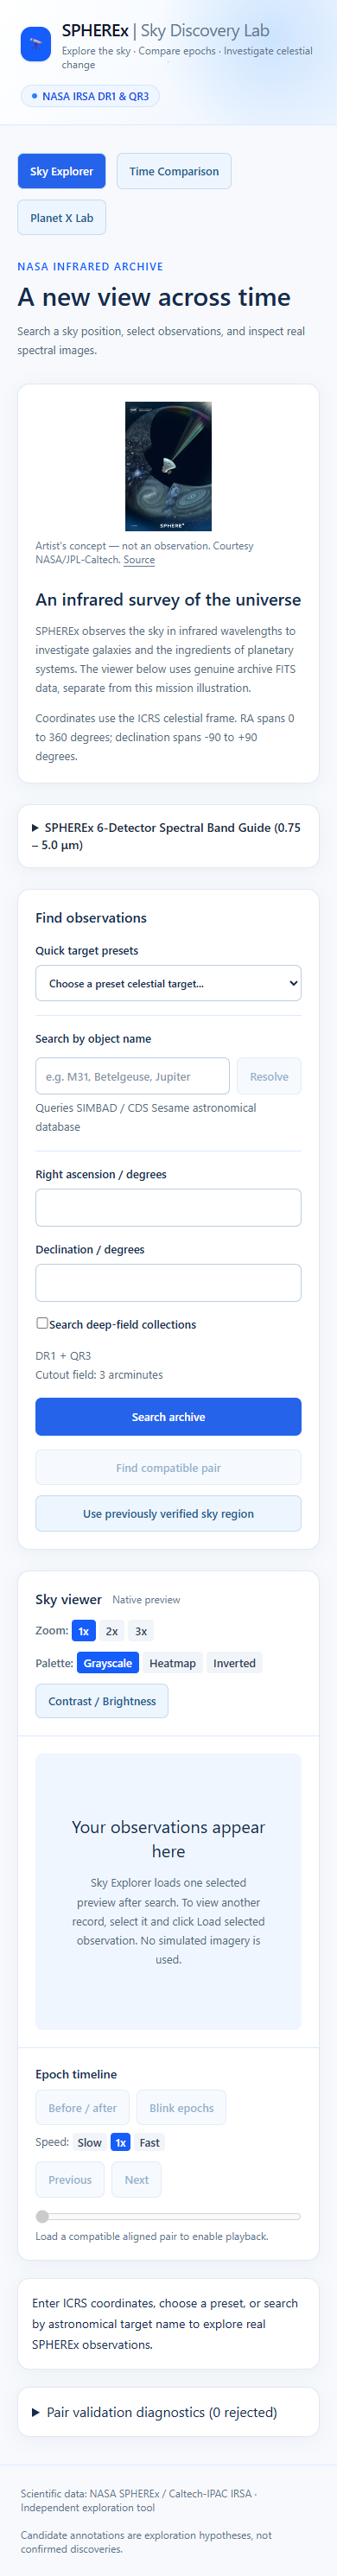 SPHEREx | Sky Discovery Lab
Explore the sky · Compare epochs · Investigate celestial
change
NASA IRSA DR1 & QR3
Sky Explorer
Time Comparison
Planet X Lab
NASA INFRARED ARCHIVE
A new view across time
Search a sky position, select observations, and inspect real
spectral images.
SPHEREx
Artist's concept — not an observation. Courtesy
NASA/JPL-Caltech. Source
An infrared survey of the universe
SPHEREx observes the sky in infrared wavelengths to
investigate galaxies and the ingredients of planetary
systems. The viewer below uses genuine archive FITS
data, separate from this mission illustration.
Coordinates use the ICRS celestial frame. RA spans 0
to 360 degrees; declination spans -90 to +90
degrees.
SPHEREx 6-Detector Spectral Band Guide (0.75
– 5.0 μm)
Find observations
Quick target presets
Choose a preset celestial target...
Search by object name
e.g. M31, Betelgeuse, Jupiter
Resolve
Queries SIMBAD / CDS Sesame astronomical
database
Right ascension / degrees
Declination / degrees
Search deep-field collections
DR1 + QR3
Cutout field: 3 arcminutes
Search archive
Find compatible pair
Use previously verified sky region
Sky viewer Native preview
Zoom: 1x 2x 3x
Palette: Grayscale Heatmap Inverted
Contrast / Brightness
Your observations appear
here
Sky Explorer loads one selected
preview after search. To view another
record, select it and click Load selected
observation. No simulated imagery is
used.
Epoch timeline
Before / after
Blink epochs
Speed: Slow 1x Fast
Previous
Next
Load a compatible aligned pair to enable playback.
Enter ICRS coordinates, choose a preset, or search
by astronomical target name to explore real
SPHEREx observations.
Pair validation diagnostics (0 rejected)
Scientific data: NASA SPHEREx / Caltech-IPAC IRSA ·
Independent exploration tool
Candidate annotations are exploration hypotheses, not
confirmed discoveries.